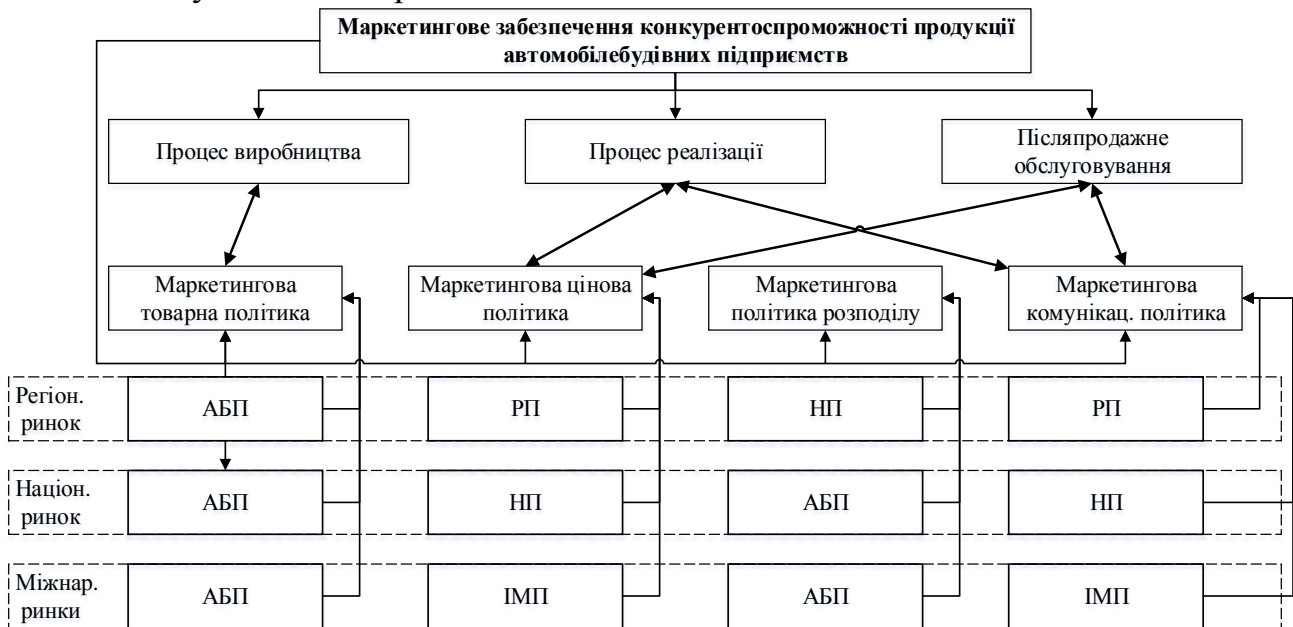 Маркетингове забезпечення конкурентоспроможності продукції
автомобілебудівних підприємств
Процес виробництва
Процес реалізації
Післяпродажне
обслуговування
Маркетингова
товарна політика
Маркетингова цінова
політика
Маркетингова
політика розподілу
Маркетингова
комунікац. політика
Регіон.
ринок
АБП
РП
НП
РП
Націон.
ринок
АБП
НП
АБП
НП
Міжнар.
ринки
АБП
ІМП
АБП
ІМП